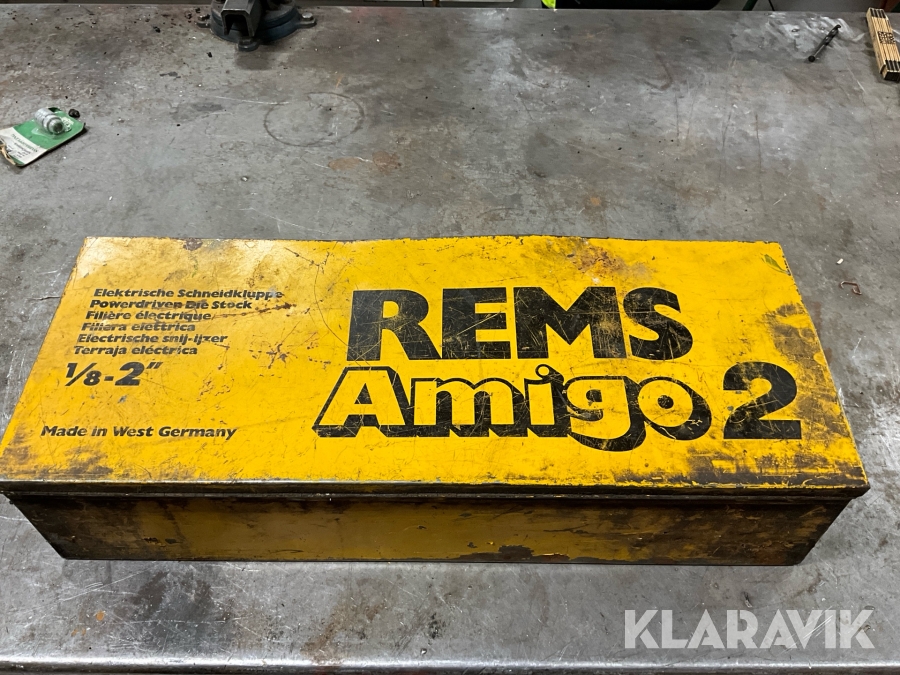 Elektrische Schneidkluppe
Powerdriven Die Stock
Filière électrique
Filiera elettrica
Electrische snij-ijzer
Terraja eléctrica
1/8-2"
Made in West Germany
REMS
Amigo 2
KLARAVIK